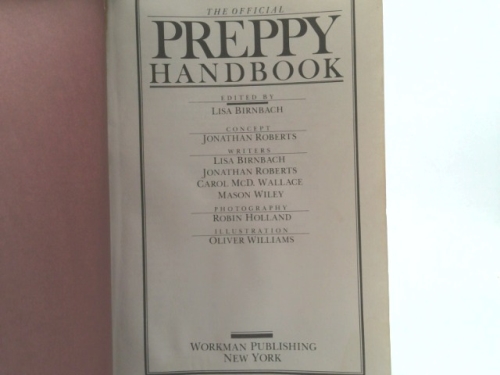 THE OFFICIAL
PREPPY
HANDBOOK
EDITED BY
LISA BIRNBACH
CONCEPT
JONATHAN ROBERTS
WRITERS
LISA BIRNBACH
JONATHAN ROBERTS
CAROL MCD. WALLACE
MASON WILEY
PHOTOGRAPHY
ROBIN HOLLAND
ILLUSTRATION
OLIVER WILLIAMS
WORKMAN PUBLISHING
NEW YORK